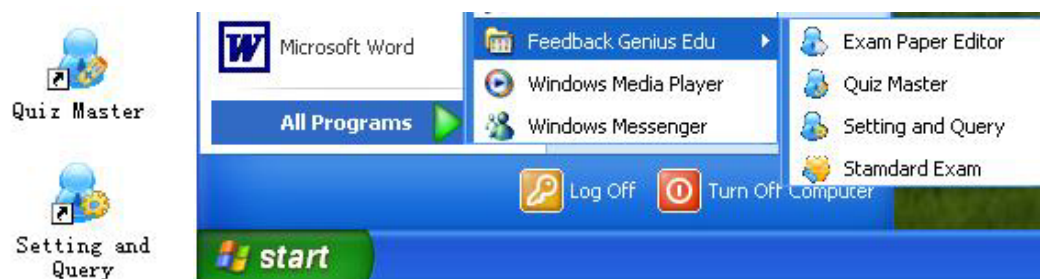 Quiz Master
Setting and
Query
Microsoft Word
All Programs
Feedback Genius Edu
Windows Media Player
Windows Messenger
Exam Paper Editor
Quiz Master
Setting and Query
Stamdard Exam
Log Off
Turn Off Computer
start